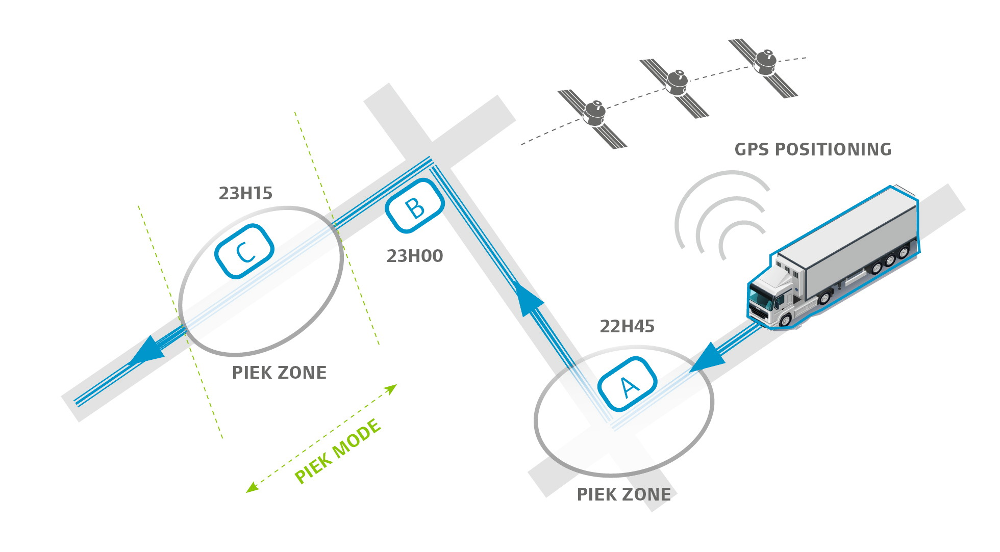 GPS POSITIONING
23H15
C
B
23H00
22H45
A
PIEK ZONE
PIEK MODE
PIEK ZONE